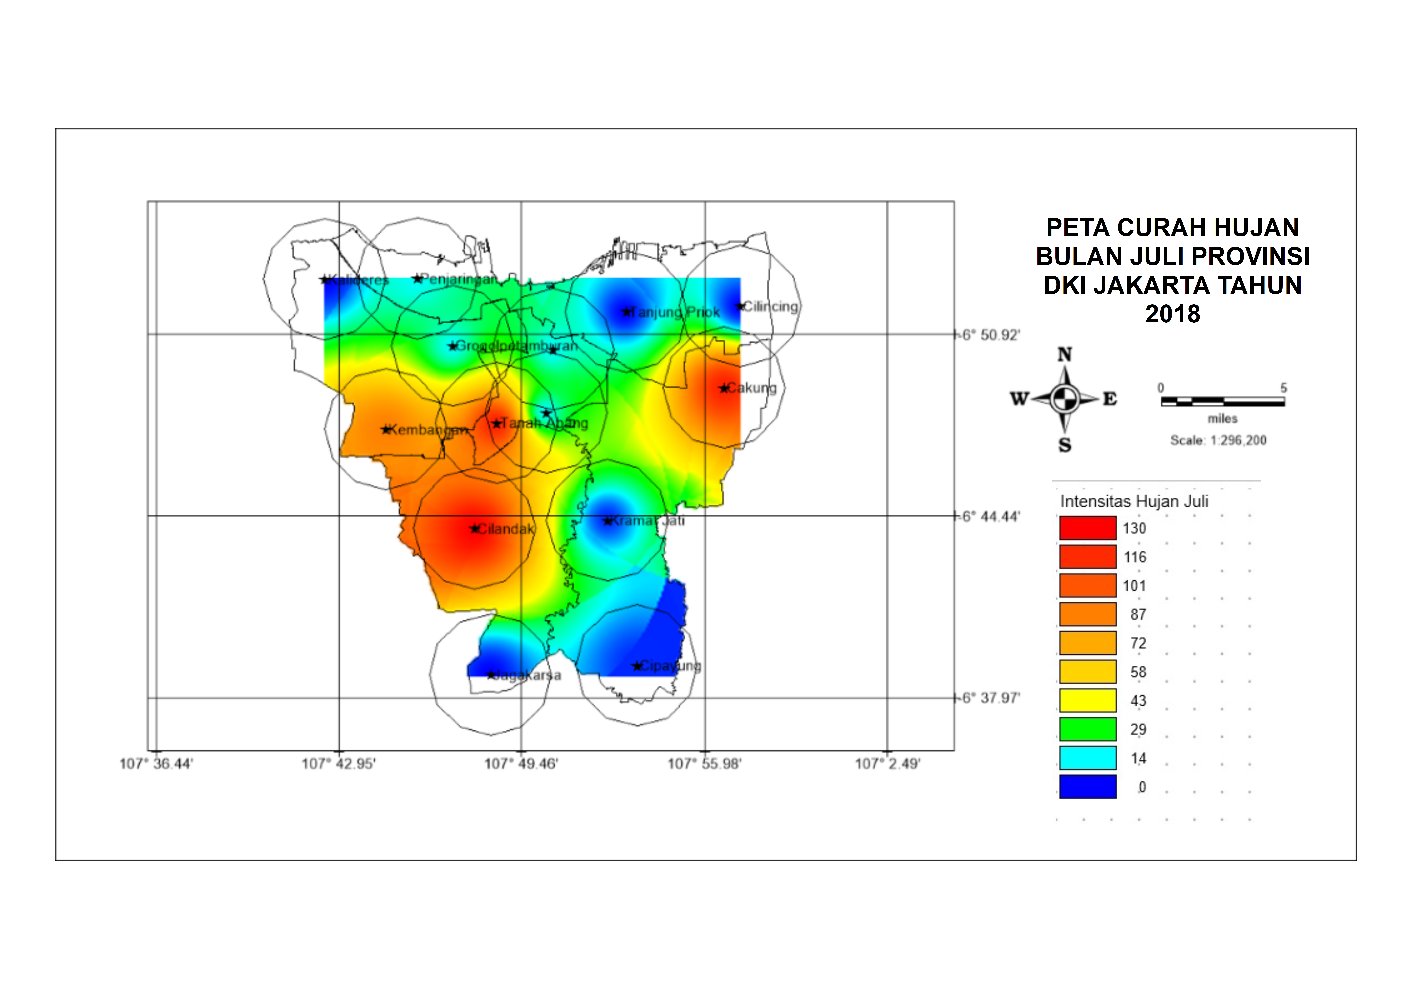 PETA CURAH HUJAN
BULAN JULI PROVINSI
DKI JAKARTA TAHUN
2018
Kalideres
Penjaringan
Tanjung Priok
Cilincing
Grogolpetamburan
Cakung
Kembangan
Tanah Abang
Cilandak
Kramat Jati
Jagakarsa
Cipayung
-6° 50.92'
-6° 44.44'
-6° 37.97'
107° 36.44'
107° 42.95'
107° 49.46'
107° 55.98'
107° 2.49'
N
W E
S
0 5
miles
Scale: 1:296,200
Intensitas Hujan Juli
130
116
101
87
72
58
43
29
14
0